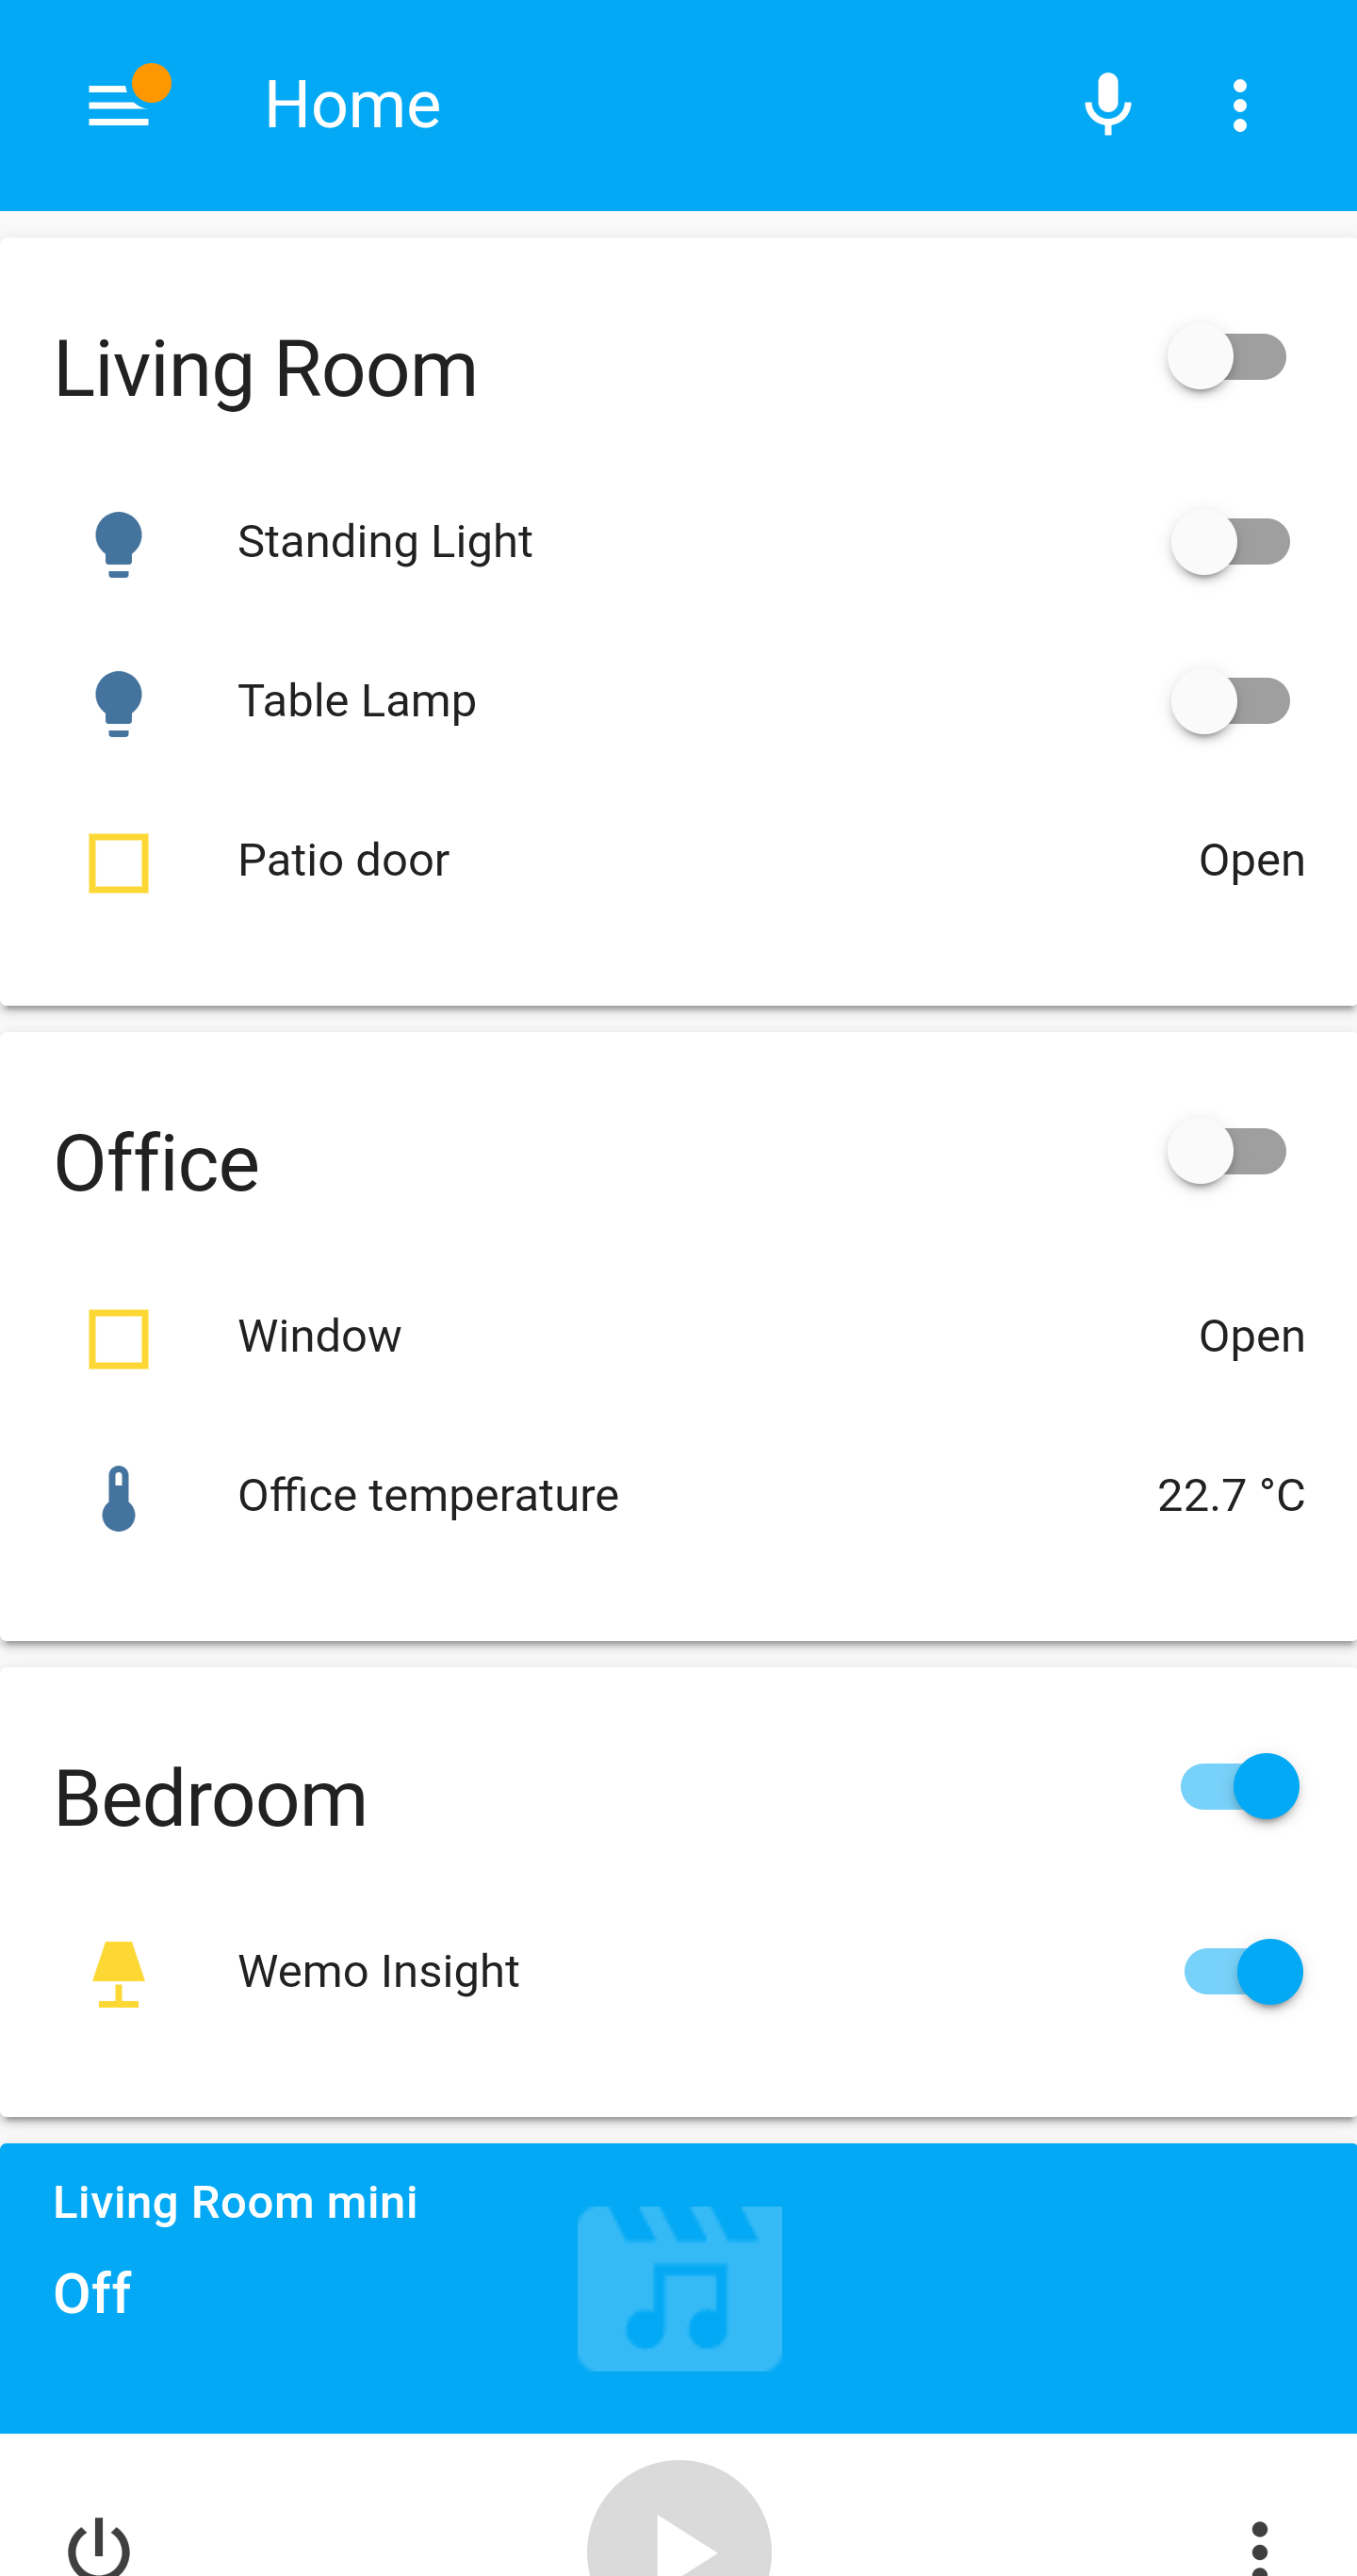 Home
Living Room
Standing Light
Table Lamp
Patio door Open
Office
Window Open
Office temperature 22.7 °C
Bedroom
Wemo Insight
Living Room mini
Off